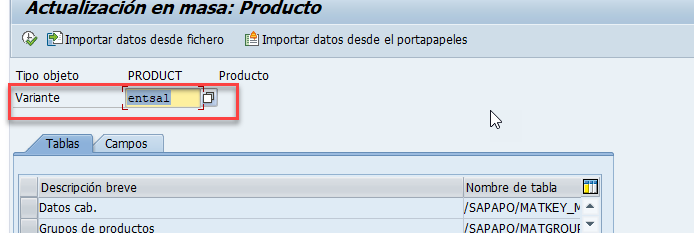 Actualización en masa: Producto
Importar datos desde fichero Importar datos desde el portapapeles
Tipo objeto PRODUCT Producto
Variante entsal
Tablas Campos
Descripción breve Nombre de tabla
Datos cab. /SAPAPO/MATKEY_M
Grupos de productos /SAPAPO/MATGROUP